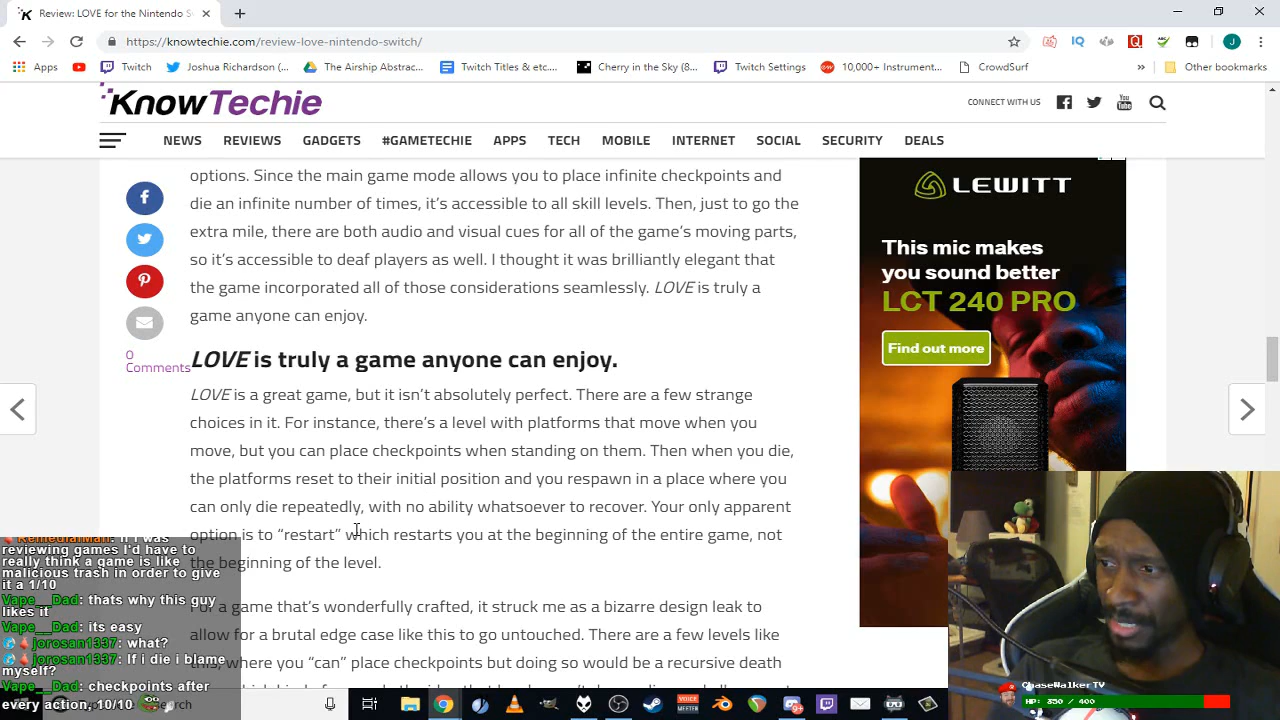 Review: LOVE for the Nintendo Sw
https://knowtechie.com/review-love-nintendo-switch/
Apps
YouTube
Twitch
Joshua Richardson (...
The Airship Abstrac...
Twitch Titles & etc...
Cherry in the Sky (8...
Twitch Settings
10,000+ Instrument...
CrowdSurf
»
Other bookmarks
KnowTechie
CONNECT WITH US
NEWS REVIEWS GADGETS #GAMETECHIE APPS TECH MOBILE INTERNET SOCIAL SECURITY DEALS
options. Since the main game mode allows you to place infinite checkpoints and
die an infinite number of times, it's accessible to all skill levels. Then, just to go the
extra mile, there are both audio and visual cues for all of the game's moving parts,
so it's accessible to deaf players as well. I thought it was brilliantly elegant that
the game incorporated all of those considerations seamlessly. LOVE is truly a
game anyone can enjoy.
0
Comments
LOVE is truly a game anyone can enjoy.
LOVE is a great game, but it isn't absolutely perfect. There are a few strange
choices in it. For instance, there's a level with platforms that move when you
move, but you can place checkpoints when standing on them. Then when you die,
the platforms reset to their initial position and you respawn in a place where you
can only die repeatedly, with no ability whatsoever to recover. Your only apparent
option is to "restart" which restarts you at the beginning of the entire game, not
the beginning of the level.
For a game that's wonderfully crafted, it struck me as a bizarre design leak to
allow for a brutal edge case like this to go untouched. There are a few levels like
this, where you "can" place checkpoints but doing so would be a recursive death
LEWITT
This mic makes
you sound better
LCT 240 PRO
Find out more
RemedialMan: If I was
reviewing games I'd have to
really think a game is like
malicious trash in order to give
it a 1/10
Vape__Dad: thats why this guy
likes it
Vape__Dad: its easy
jorosan1337: what?
jorosan1337: If i die i blame
myself?
Vape__Dad: checkpoints after
every action, 10/10
search
VOICE
MEETER
ChaseWalkerTV
HP: 350 / 400